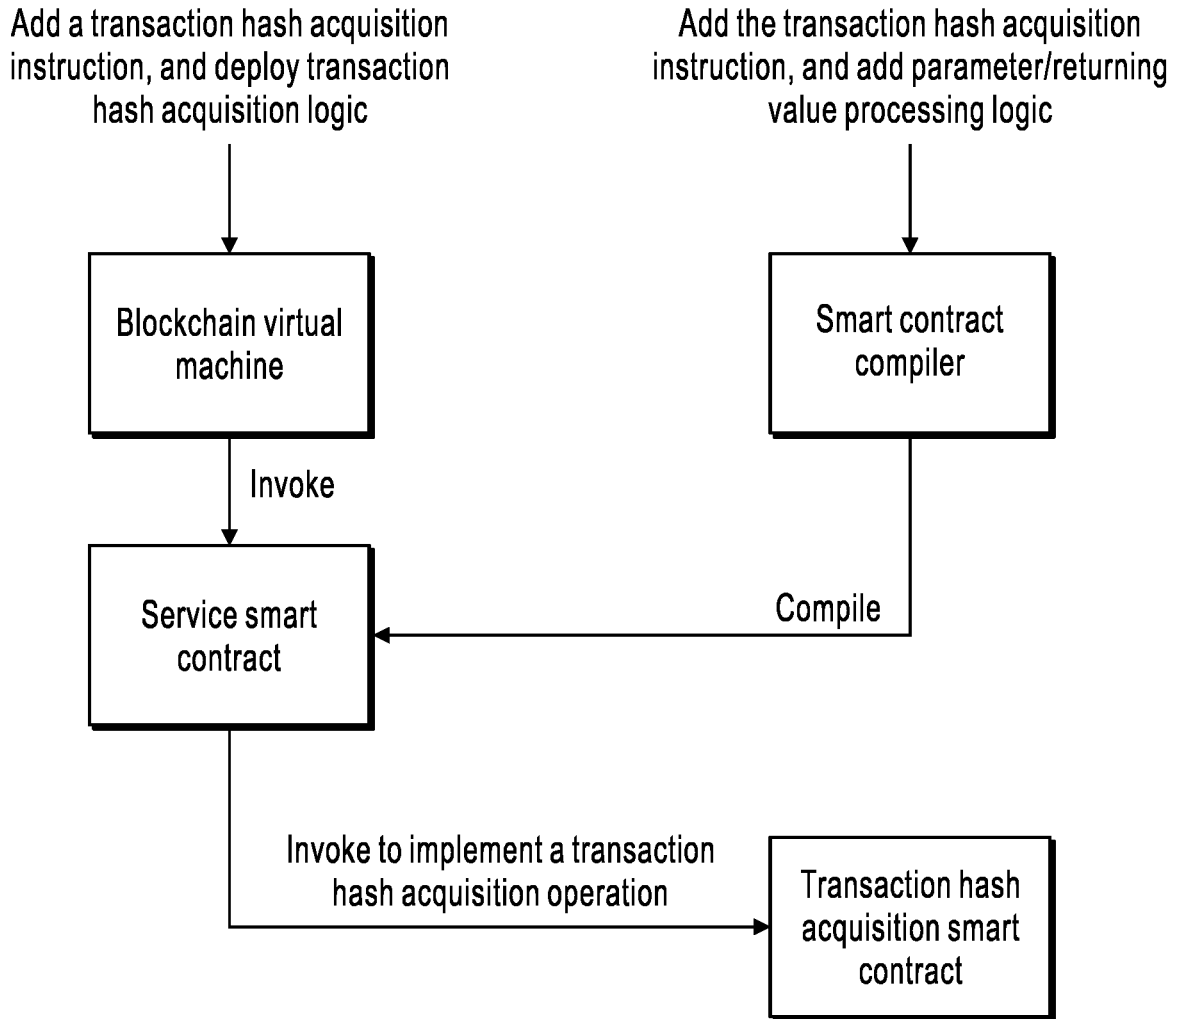 Add a transaction hash acquisition
instruction, and deploy transaction
hash acquisition logic
Add the transaction hash acquisition
instruction, and add parameter/returning
value processing logic
Blockchain virtual
machine
Smart contract
compiler
Invoke
Service smart
contract
Compile
Invoke to implement a transaction
hash acquisition operation
Transaction hash
acquisition smart
contract